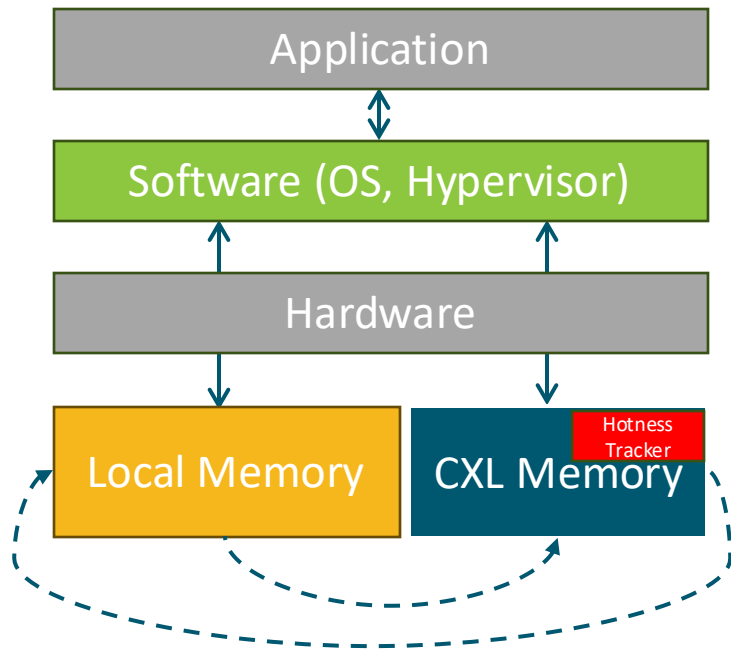 Application
Software (OS, Hypervisor)
Hardware
Local Memory
Hotness
Tracker
CXL Memory